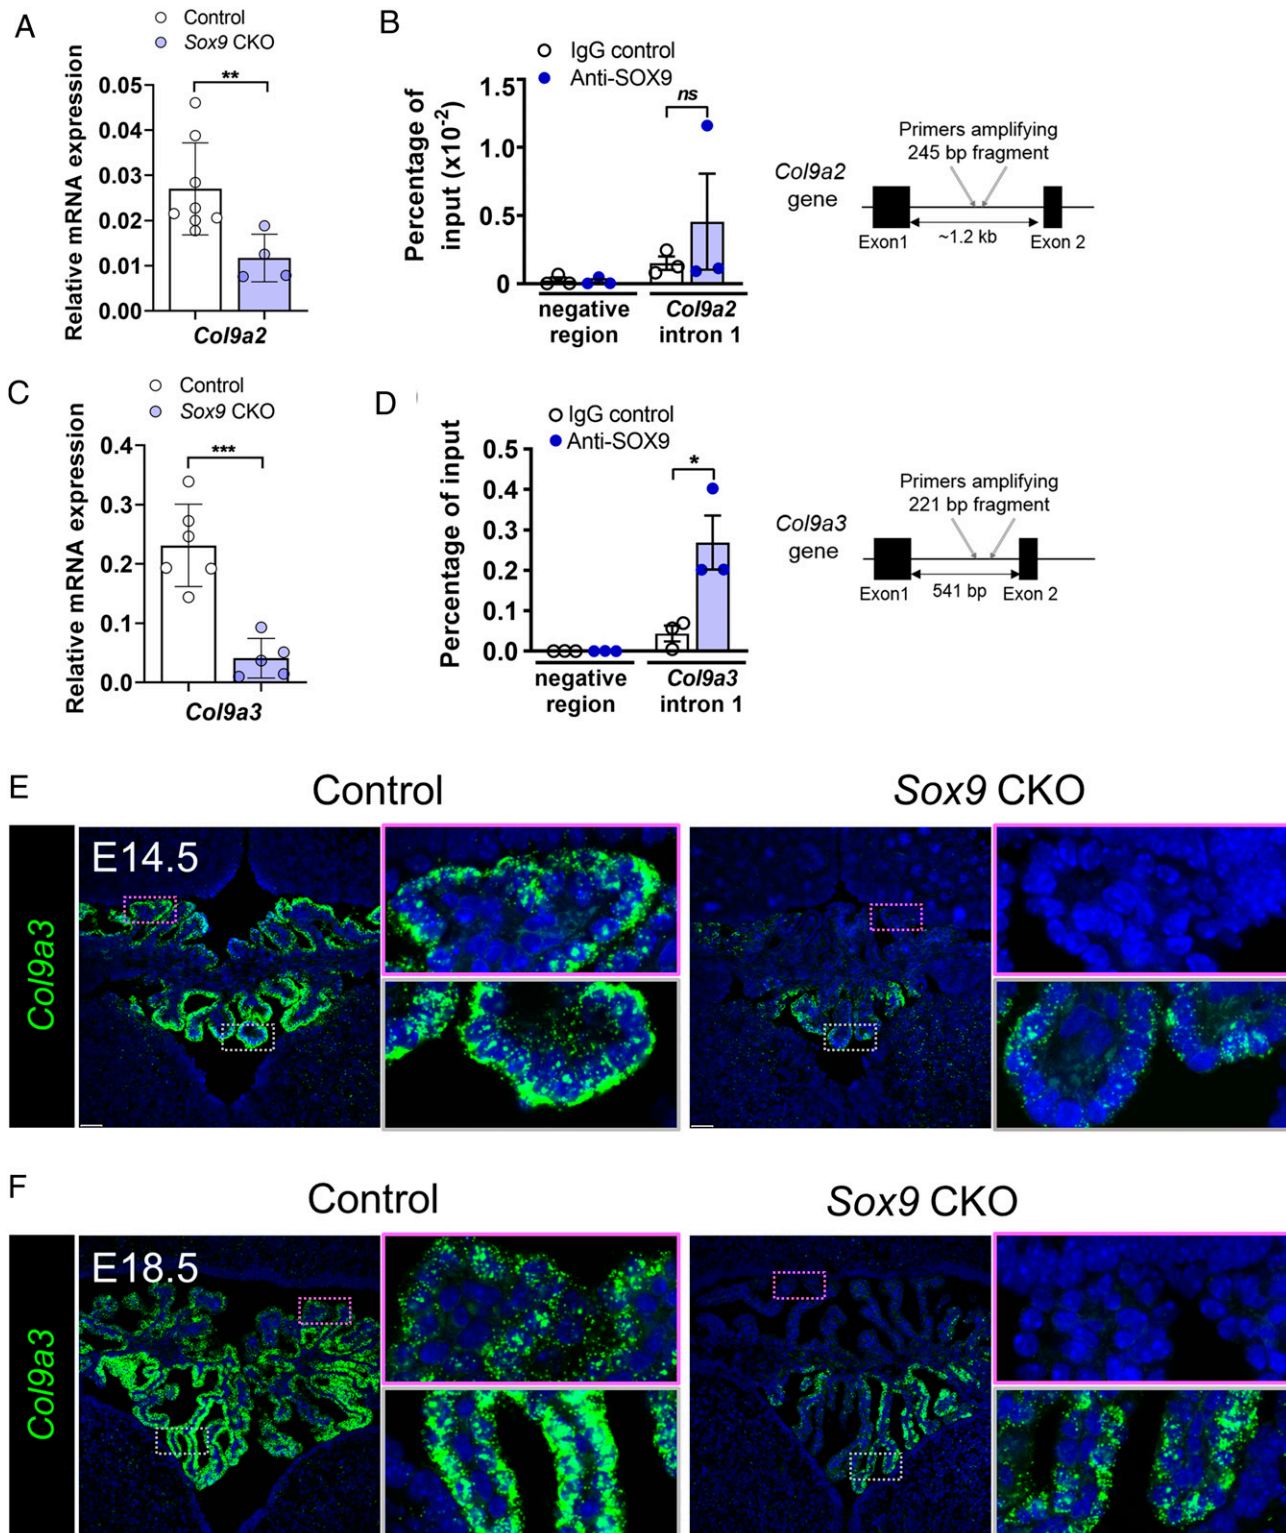 A
Control
Sox9 CKO
Relative mRNA expression
0.05
0.04
0.03
0.02
0.01
0.00
**
Col9a2
B
IgG control
Anti-SOX9
Percentage of
input (x10-2)
1.5
1.0
0.5
0
ns
negative
region
Col9a2
intron 1
Primers amplifying
245 bp fragment
Col9a2
gene
~1.2 kb
Exon1
Exon 2
C
Control
Sox9 CKO
Relative mRNA expression
0.4
0.3
0.2
0.1
0.0
***
Col9a3
D
IgG control
Anti-SOX9
Percentage of input
0.5
0.4
0.3
0.2
0.1
0.0
*
negative
region
Col9a3
intron 1
Primers amplifying
221 bp fragment
Col9a3
gene
Exon1
541 bp
Exon 2
E
Control
Sox9 CKO
Col9a3
E14.5
F
Control
Sox9 CKO
Col9a3
E18.5